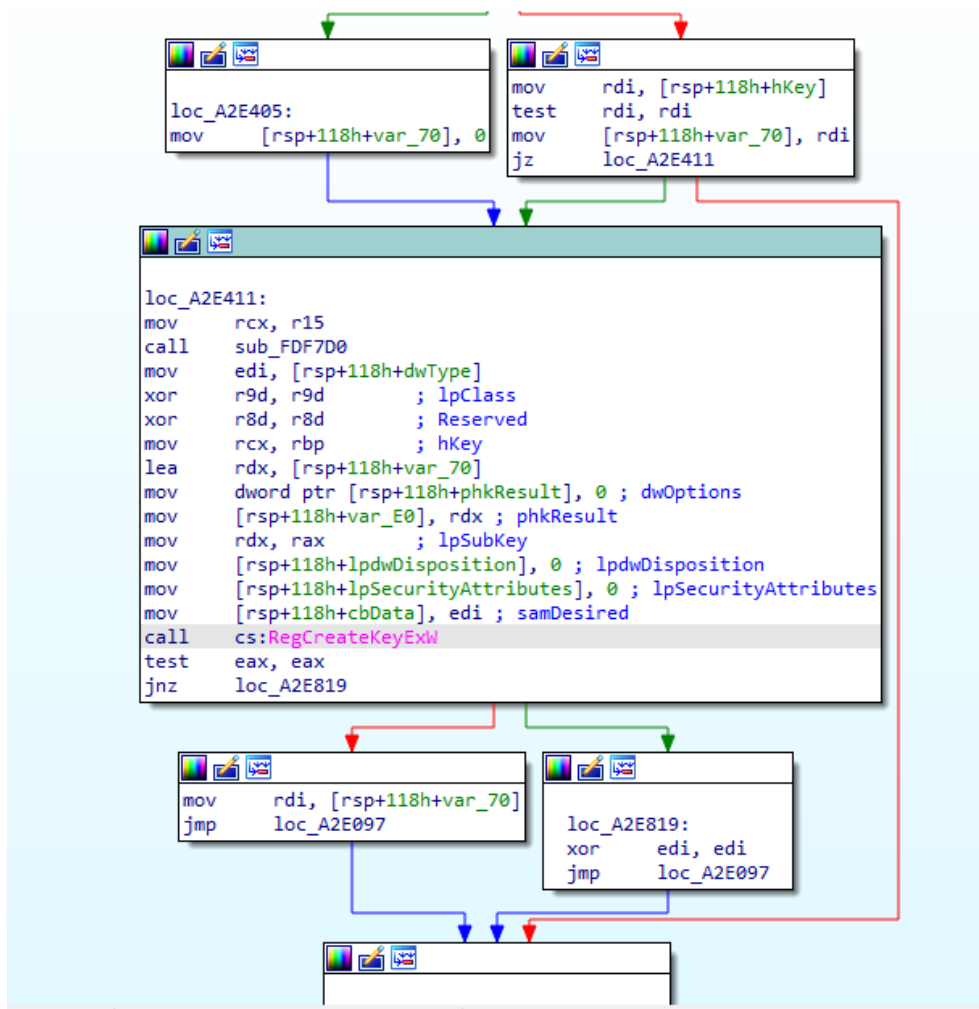 loc_A2E405:
mov [rsp+118h+var_70], 0
mov rdi, [rsp+118h+hKey]
test rdi, rdi
mov [rsp+118h+var_70], rdi
jz loc_A2E411
loc_A2E411:
mov rcx, r15
call sub_FDF7D0
mov edi, [rsp+118h+dwType]
xor r9d, r9d ; lpClass
xor r8d, r8d ; Reserved
mov rcx, rbp ; hKey
lea rdx, [rsp+118h+var_70]
mov dword ptr [rsp+118h+phkResult], 0 ; dwOptions
mov [rsp+118h+var_E0], rdx ; phkResult
mov rdx, rax ; lpSubKey
mov [rsp+118h+lpdwDisposition], 0 ; lpdwDisposition
mov [rsp+118h+lpSecurityAttributes], 0 ; lpSecurityAttributes
mov [rsp+118h+cbData], edi ; samDesired
call cs:RegCreateKeyExW
test eax, eax
jnz loc_A2E819
mov rdi, [rsp+118h+var_70]
jmp loc_A2E097
loc_A2E819:
xor edi, edi
jmp loc_A2E097